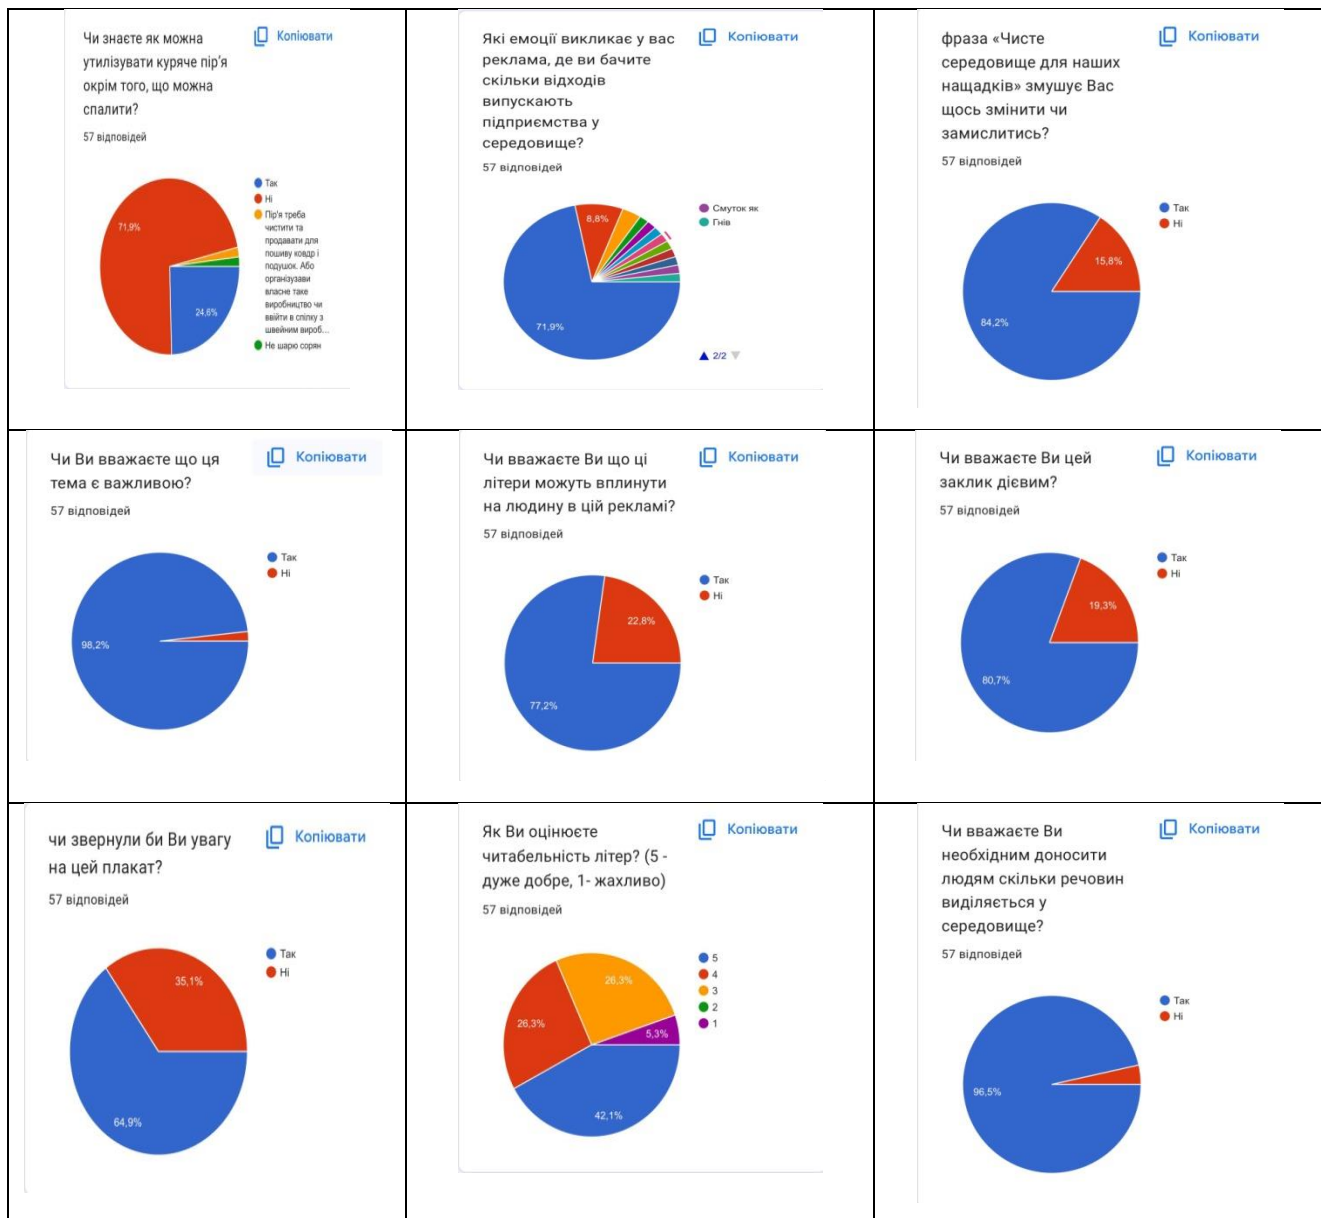 Чи знаєте як можна
утилізувати куряче пір'я
окрім того, що можна
спалити?
Копіювати
57 відповідей
71,9%
24,6%
Так
Ні
Пір'я треба
чистити та
продавати для
пошиву ковдр і
подушок. Або
організузави
власне таке
виробництво чи
ввійти в спілку з
швейним вироб...
Не шарю сорян
Які емоції викликає у вас
реклама, де ви бачите
скільки відходів
випускають
підприємства у
середовище?
Копіювати
57 відповідей
8,8%
71,9%
Смуток як
Гнів
2/2
фраза «Чисте
середовище для наших
нащадків» змушує Вас
щось змінити чи
замислитись?
Копіювати
57 відповідей
15,8%
84,2%
Так
Ні
Чи Ви вважаєте що ця
тема є важливою?
Копіювати
57 відповідей
98,2%
Так
Ні
Чи вважаєте Ви що ці
літери можуть вплинути
на людину в цій рекламі?
Копіювати
57 відповідей
22,8%
77,2%
Так
Ні
Чи вважаєте Ви цей
заклик дієвим?
Копіювати
57 відповідей
19,3%
80,7%
Так
Ні
чи звернули би Ви увагу
на цей плакат?
Копіювати
57 відповідей
35,1%
64,9%
Так
Ні
Як Ви оцінюєте
читабельність літер? (5 -
дуже добре, 1- жахливо)
Копіювати
57 відповідей
26,3%
26,3%
5,3%
42,1%
5
4
3
2
1
Чи вважаєте Ви
необхідним доносити
людям скільки речовин
виділяється у
середовище?
Копіювати
57 відповідей
96,5%
Так
Ні